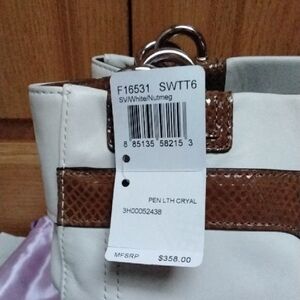 F16531 SWTT6
SV/White/Nutmeg
8 85135 58215 3
PEN LTH CRYAL
3H00052438
MFSRP $358.00